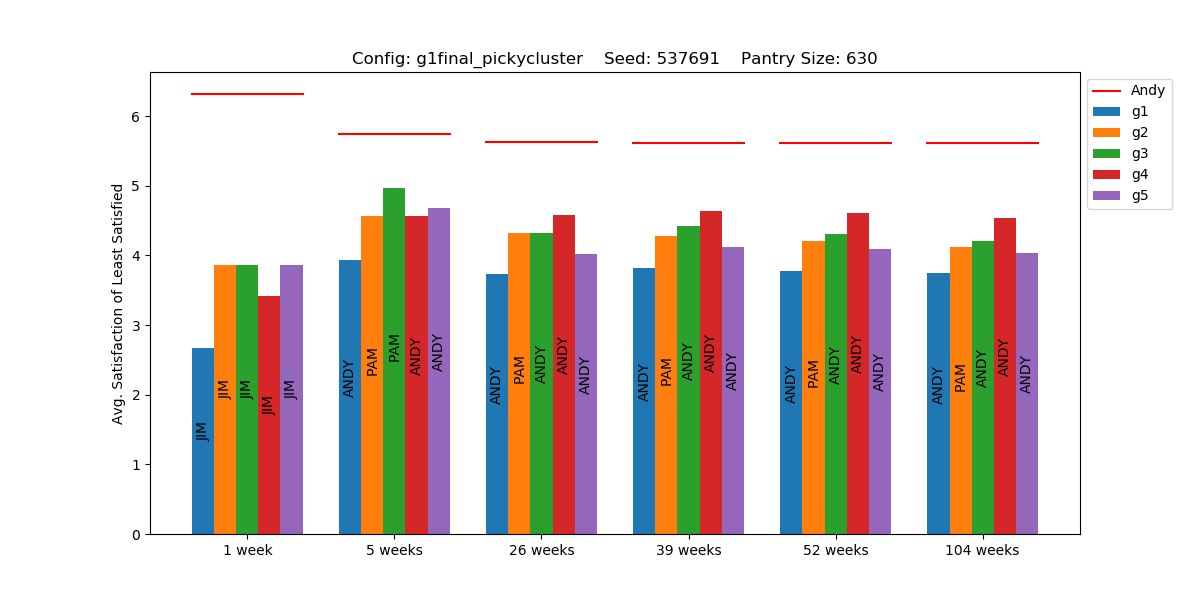 Config: g1final_pickycluster    Seed: 537691    Pantry Size: 630
Avg. Satisfaction of Least Satisfied
6
5
4
3
2
1
0
JIM
JIM
JIM
JIM
JIM
ANDY
PAM
PAM
ANDY
ANDY
ANDY
PAM
ANDY
ANDY
ANDY
ANDY
PAM
ANDY
ANDY
ANDY
ANDY
PAM
ANDY
ANDY
ANDY
ANDY
PAM
ANDY
ANDY
ANDY
1 week
5 weeks
26 weeks
39 weeks
52 weeks
104 weeks
Andy
g1
g2
g3
g4
g5